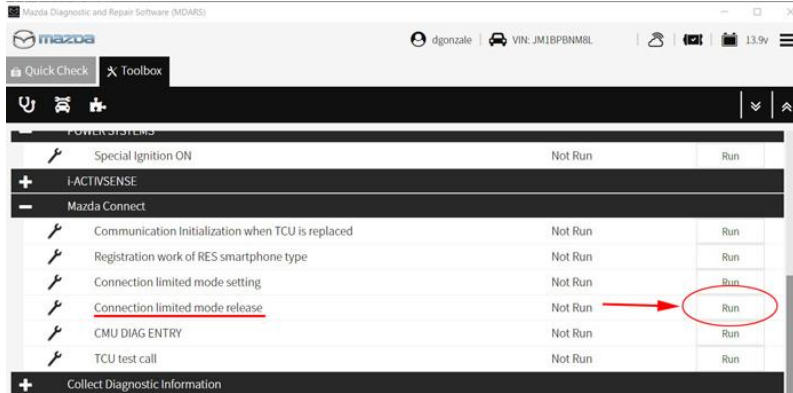 Mazda Diagnostic and Repair Software (MDARS)
mazda dgonzale VIN: JM1BPBNM8L 13.9v
Quick Check Toolbox
POWER SYSTEMS
Special Ignition ON Not Run Run
i-ACTIVSENSE
Mazda Connect
Communication Initialization when TCU is replaced Not Run Run
Registration work of RES smartphone type Not Run Run
Connection limited mode setting Not Run Run
Connection limited mode release Not Run Run
CMU DIAG ENTRY Not Run Run
TCU test call Not Run Run
Collect Diagnostic Information